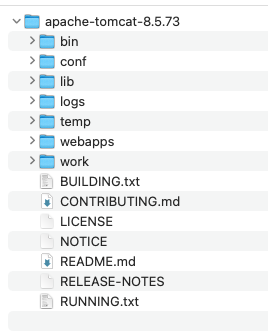 apache-tomcat-8.5.73
bin
conf
lib
logs
temp
webapps
work
BUILDING.txt
CONTRIBUTING.md
LICENSE
NOTICE
README.md
RELEASE-NOTES
RUNNING.txt